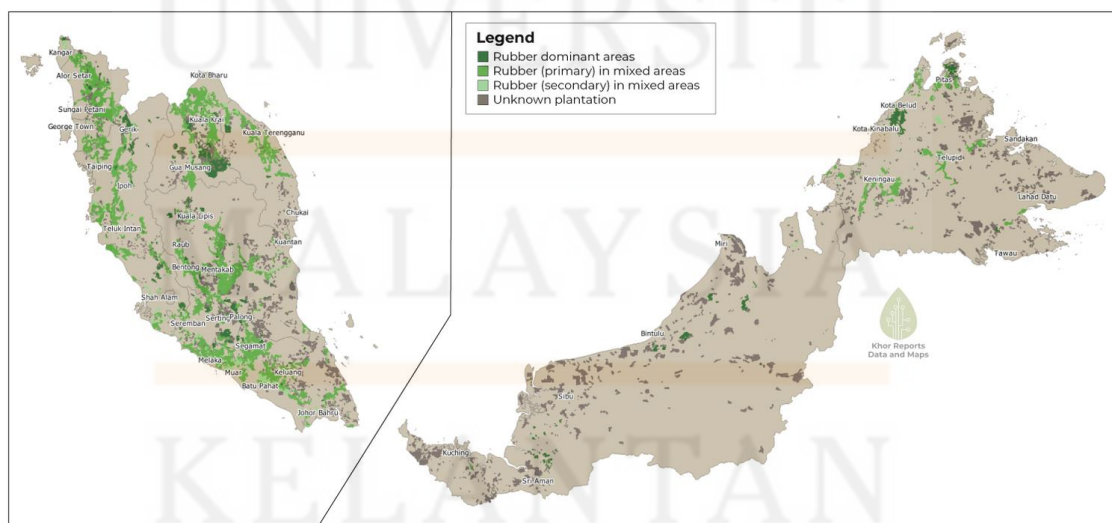 UNIVERSITI
Legend
Rubber dominant areas
Rubber (primary) in mixed areas
Rubber (secondary) in mixed areas
Unknown plantation
Kangar
Alor Setar
Kota Bharu
Sungai Petani
George Town
Gerik
Kuala Krai
Kuala Terengganu
Taiping
Gua Musang
Ipoh
Kuala Lipis
Chukai
Teluk Intan
Raub
Kuantan
Bentong
Mentakab
Shah Alam
Serting
Palong
Seremban
Segamat
Melaka
Muar
Keluang
Batu Pahat
Johor Bahru
Pitas
Kota Belud
Kota Kinabalu
Sandakan
Telupid
Keningau
Lahad Datu
Tawau
Miri
Bintulu
Sibu
Kuching
Sri Aman
Khor Reports
Data and Maps
MALAYSIA
KELANTAN